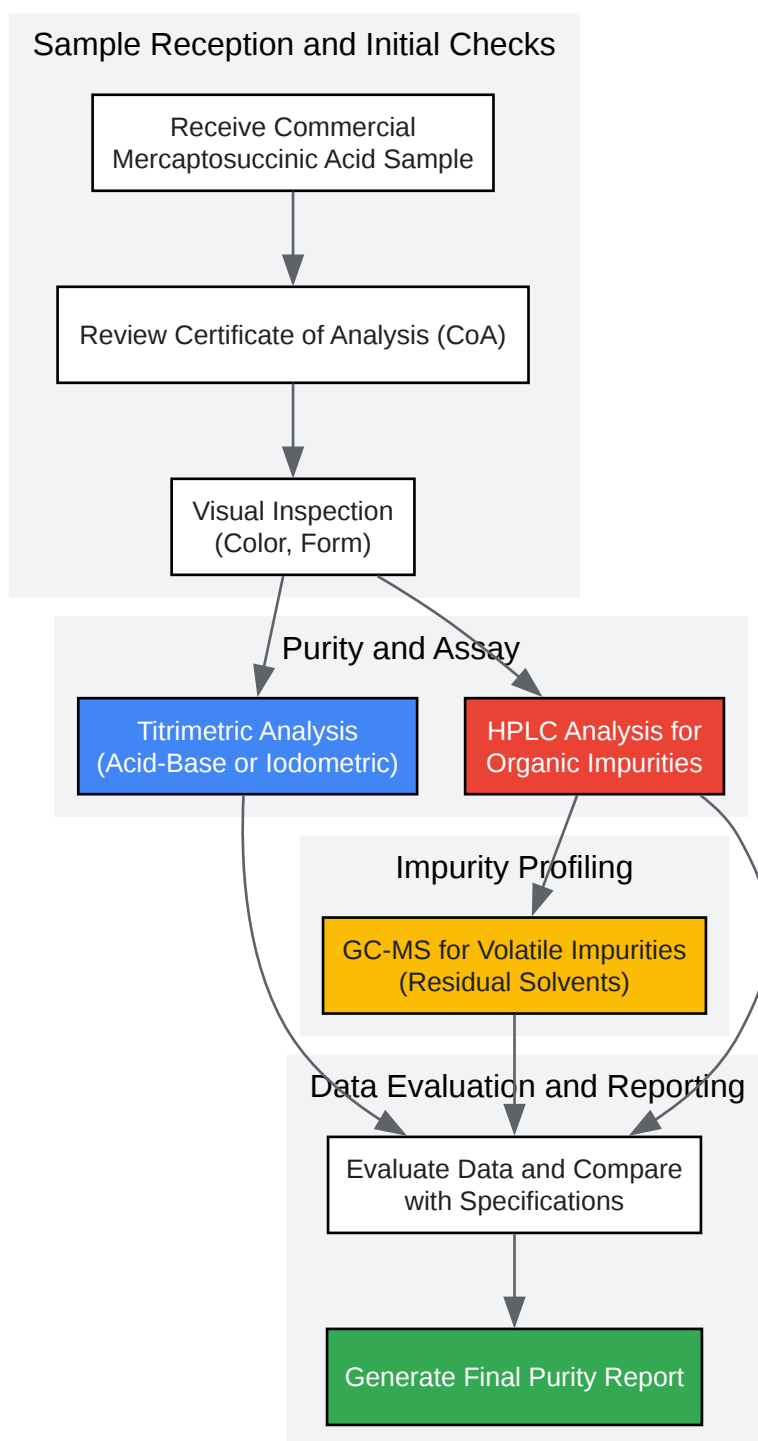 Sample Reception and Initial Checks
Receive Commercial
Mercaptosuccinic Acid Sample
Review Certificate of Analysis (CoA)
Visual Inspection
(Color, Form)
Purity and Assay
Titrimetric Analysis
(Acid-Base or Iodometric)
HPLC Analysis for
Organic Impurities
Impurity Profiling
GC-MS for Volatile Impurities
(Residual Solvents)
Data Evaluation and Reporting
Evaluate Data and Compare
with Specifications
Generate Final Purity Report